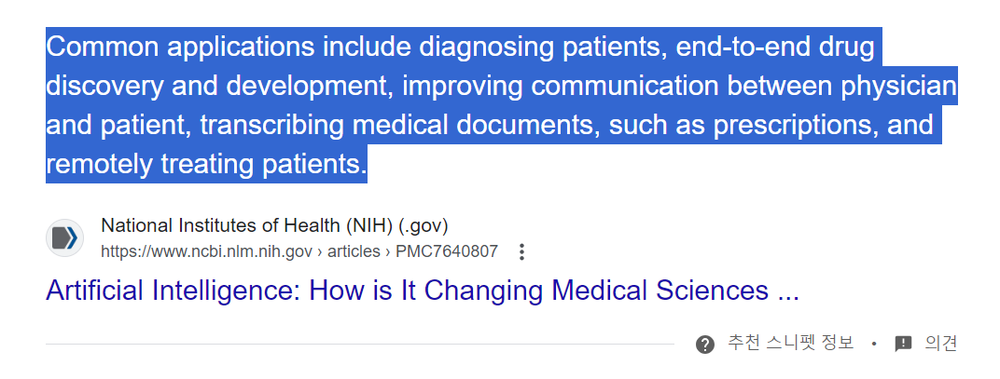 Common applications include diagnosing patients, end-to-end drug
discovery and development, improving communication between physician
and patient, transcribing medical documents, such as prescriptions, and
remotely treating patients.
National Institutes of Health (NIH) (.gov)
https://www.ncbi.nlm.nih.gov › articles › PMC7640807
Artificial Intelligence: How is It Changing Medical Sciences ...
추천 스니펫 정보 • 의견